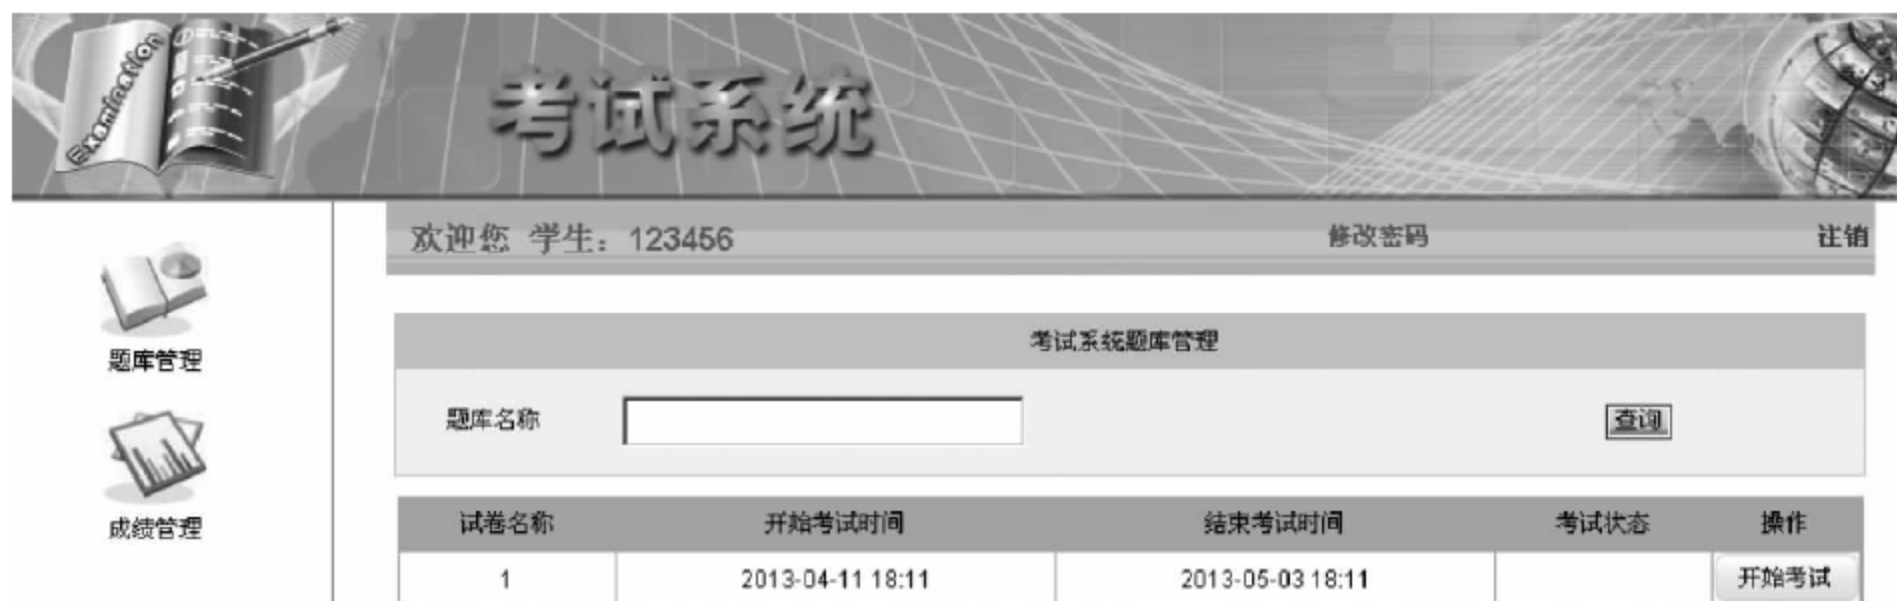 Examination
考试系统
欢迎您 学生：123456 修改密码 注销
题库管理
成绩管理
考试系统题库管理
题库名称 查询
试卷名称 开始考试时间 结束考试时间 考试状态 操作
1 2013-04-11 18:11 2013-05-03 18:11 开始考试